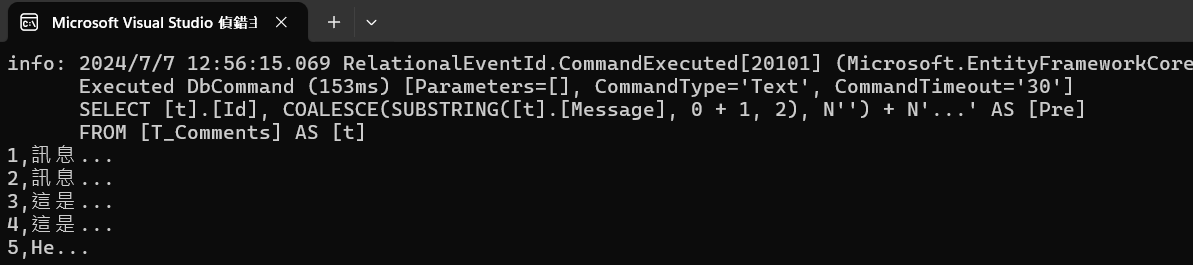 Microsoft Visual Studio 偵錯主
info: 2024/7/7 12:56:15.069 RelationalEventId.CommandExecuted[20101] (Microsoft.EntityFrameworkCore
Executed DbCommand (153ms) [Parameters=[], CommandType='Text', CommandTimeout='30']
SELECT [t].[Id], COALESCE(SUBSTRING([t].[Message], 0 + 1, 2), N'') + N'...' AS [Pre]
FROM [T_Comments] AS [t]
1,訊息...
2,訊息...
3,這是...
4,這是...
5,He...